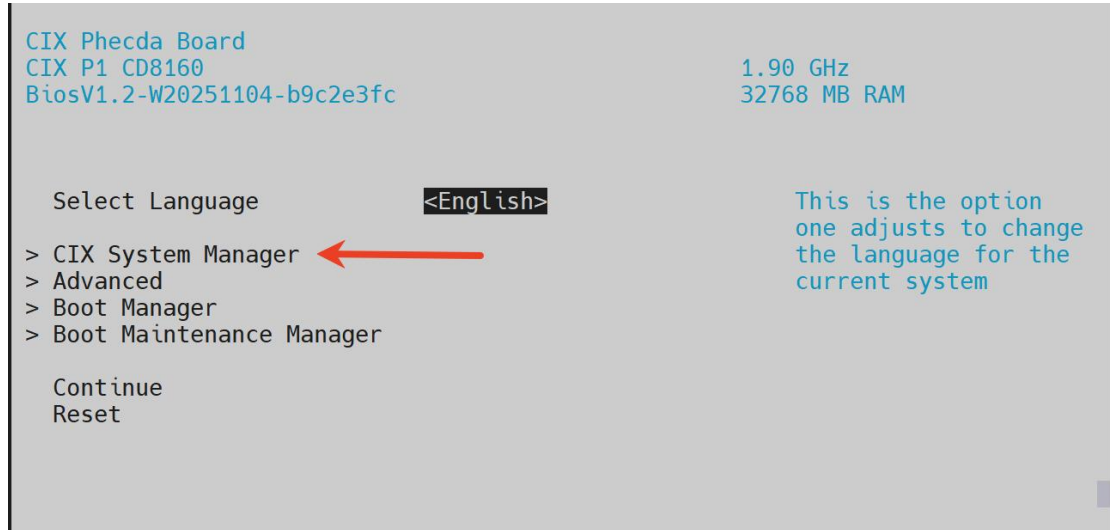 CIX Phecda Board
CIX P1 CD8160
1.90 GHz
BiosV1.2-W20251104-b9c2e3fc
32768 MB RAM
Select Language
<English>
This is the option
one adjusts to change
the language for the
current system
> CIX System Manager
> Advanced
> Boot Manager
> Boot Maintenance Manager
Continue
Reset